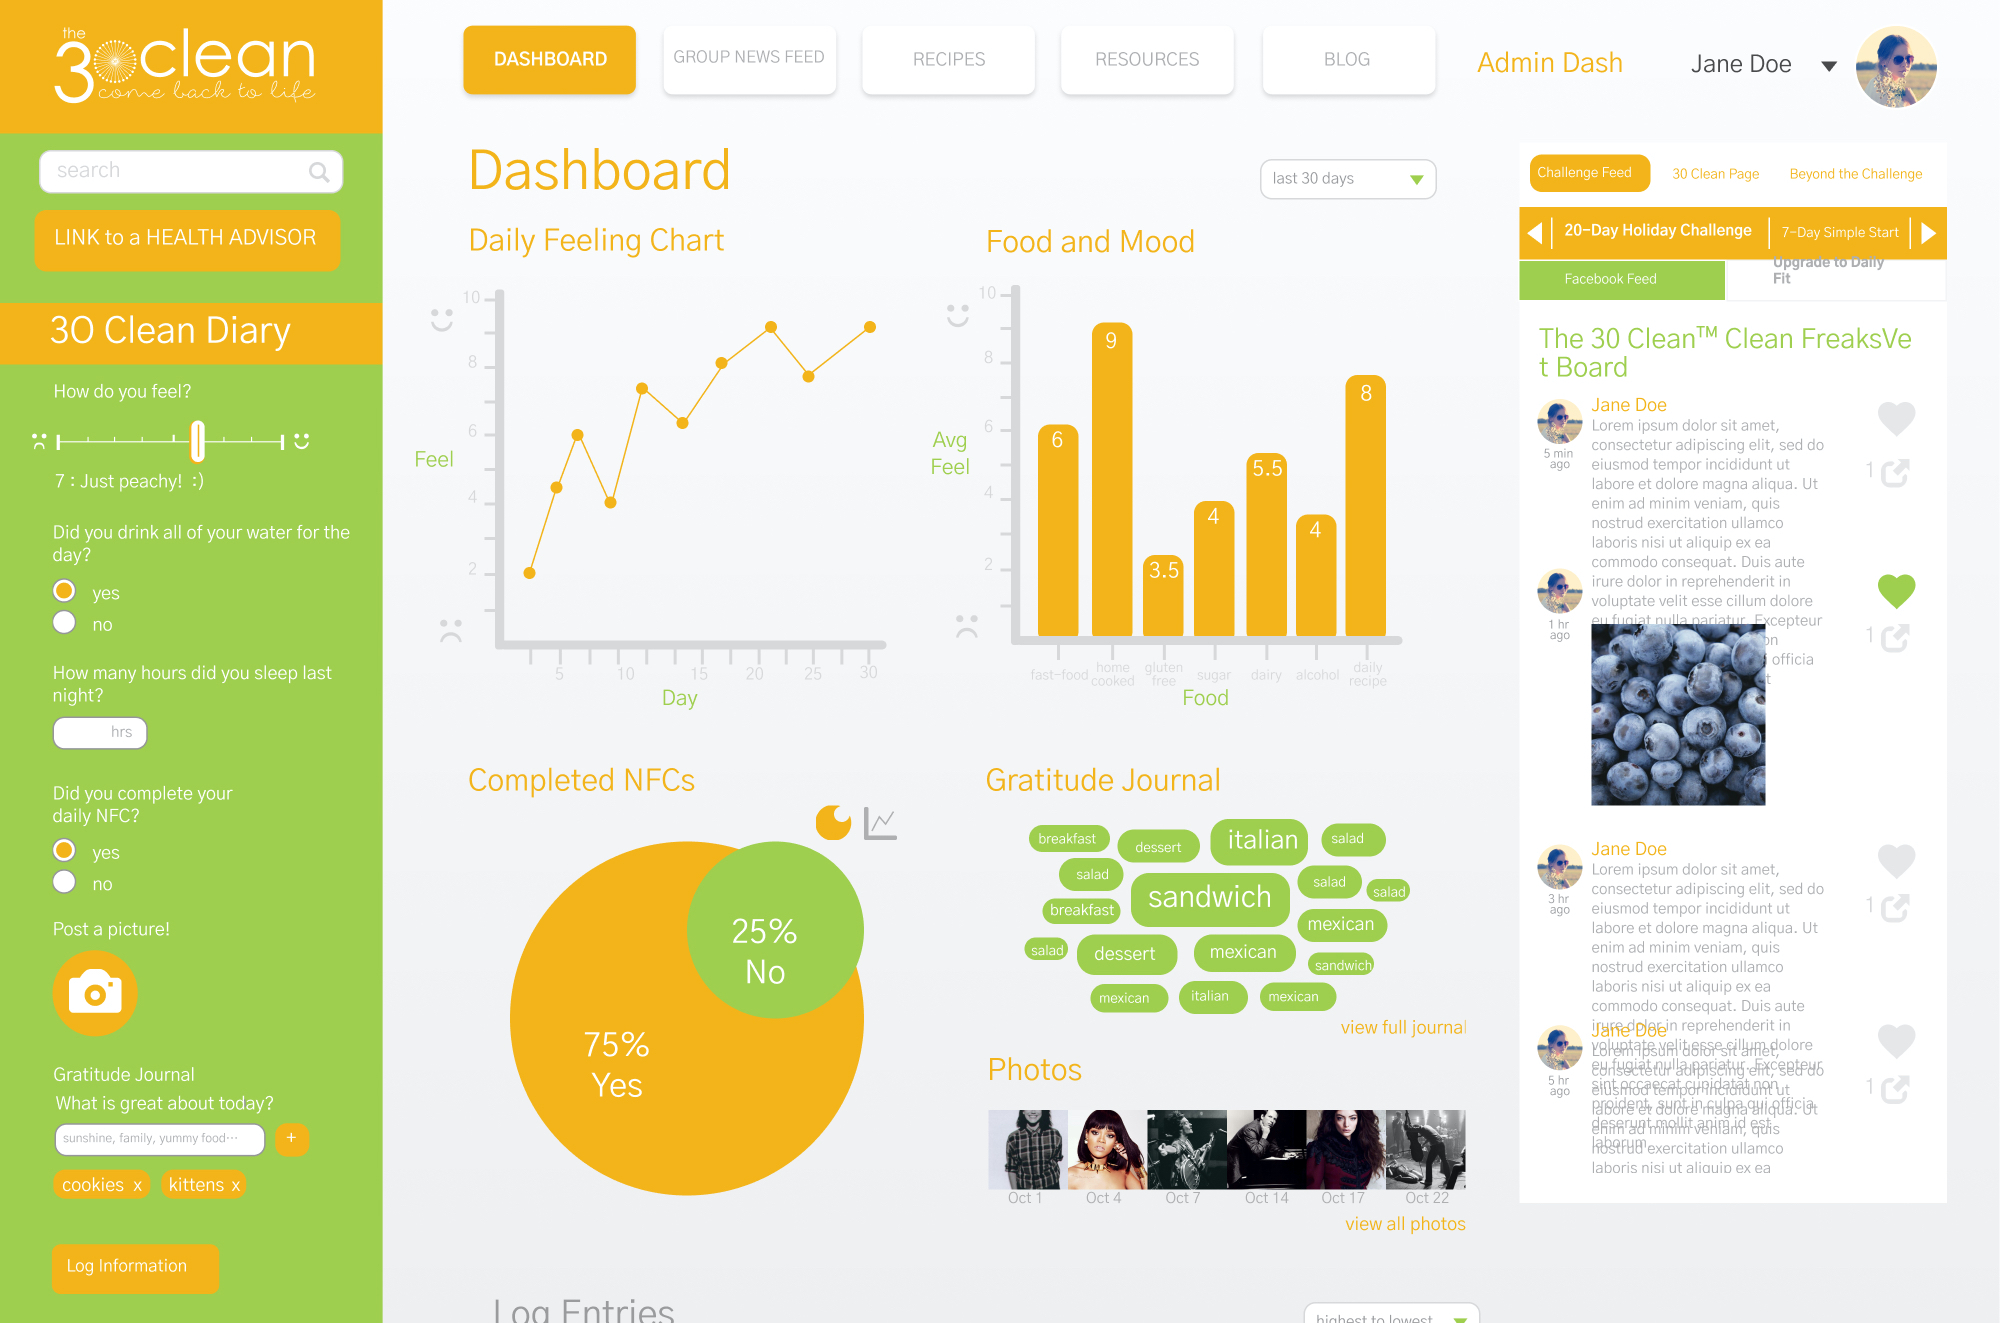 the
30clean
come back to life
search
LINK to a HEALTH ADVISOR
30 Clean Diary
How do you feel?
7 : Just peachy! :)
Did you drink all of your water for the
day?
yes
no
How many hours did you sleep last
night?
hrs
Did you complete your
daily NFC?
yes
no
Post a picture!
Gratitude Journal
What is great about today?
sunshine, family, yummy food...
+
cookies x
kittens x
Log Information
DASHBOARD
GROUP NEWS FEED
RECIPES
RESOURCES
BLOG
Admin Dash
Jane Doe
Dashboard
last 30 days
Daily Feeling Chart
10
8
6
4
2
Feel
5
10
15
20
25
30
Day
Food and Mood
10
8
6
4
2
Avg
Feel
6
9
3.5
4
5.5
4
8
fast-food
home
cooked
gluten
free
sugar
dairy
alcohol
daily
recipe
Food
Completed NFCs
25%
No
75%
Yes
Gratitude Journal
breakfast
dessert
italian
salad
salad
sandwich
salad
salad
breakfast
mexican
salad
dessert
mexican
sandwich
mexican
italian
mexican
view full journal
Photos
Oct 1
Oct 4
Oct 7
Oct 14
Oct 17
Oct 22
view all photos
Log Entries
highest to lowest
Challenge Feed
30 Clean Page
Beyond the Challenge
20-Day Holiday Challenge
7-Day Simple Start
Facebook Feed
Upgrade to Daily
Fit
The 30 Clean™ Clean FreaksVe
t Board
Jane Doe
Lorem ipsum dolor sit amet,
consectetur adipiscing elit, sed do
eiusmod tempor incididunt ut
labore et dolore magna aliqua. Ut
enim ad minim veniam, quis
nostrud exercitation ullamco
laboris nisi ut aliquip ex ea
commodo consequat. Duis aute
irure dolor in reprehenderit in
voluptate velit esse cillum dolore
eu fugiat nulla pariatur. Excepteur
on
officia
t
5 min
ago
1
1 hr
ago
1
Jane Doe
Lorem ipsum dolor sit amet,
consectetur adipiscing elit, sed do
eiusmod tempor incididunt ut
labore et dolore magna aliqua. Ut
enim ad minim veniam, quis
nostrud exercitation ullamco
laboris nisi ut aliquip ex ea
commodo consequat. Duis aute
irure dolor in reprehenderit in
voluptate velit esse cillum dolore
eu fugiat nulla pariatur. Excepteur
sint occaecat cupidatat non
proident, sunt in culpa qui officia
deserunt mollit anim id est
laborum.
3 hr
ago
1
Jane Doe
Lorem ipsum dolor sit amet,
consectetur adipiscing elit, sed do
eiusmod tempor incididunt ut
labore et dolore magna aliqua. Ut
enim ad minim veniam, quis
nostrud exercitation ullamco
laboris nisi ut aliquip ex ea
5 hr
ago
1